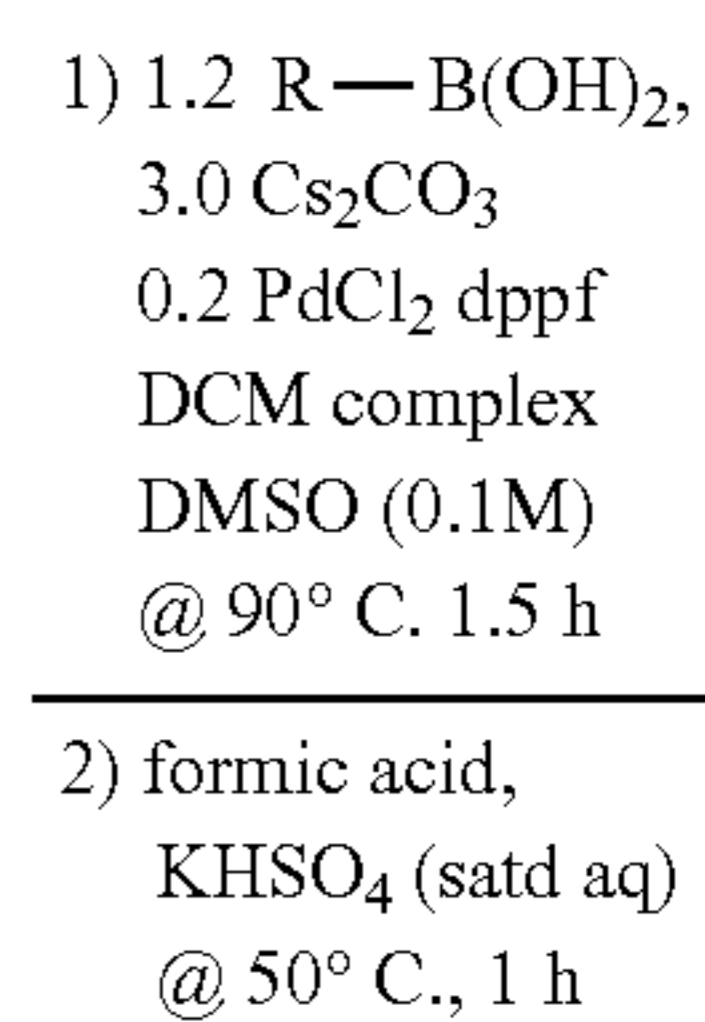 1) 1.2 R—B(OH)₂,
3.0 Cs₂CO₃
0.2 PdCl₂ dppf
DCM complex
DMSO (0.1M)
@ 90° C. 1.5 h
2) formic acid,
KHSO₄ (satd aq)
@ 50° C., 1 h